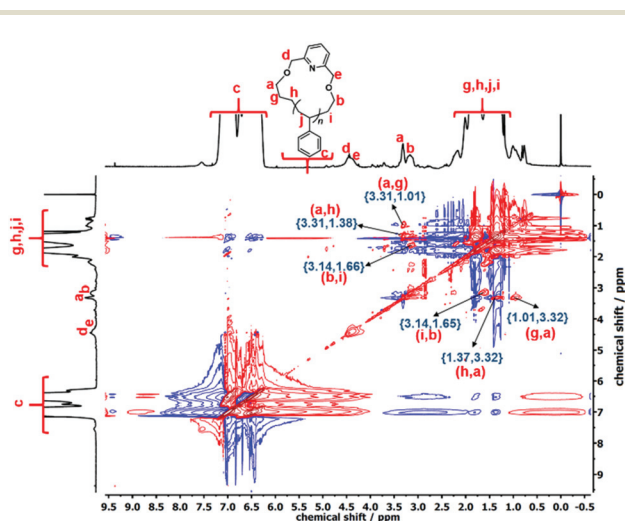 d
N
e
a
O
O
g
h
b
j
n
i
c
c
g,h,j,i
d
e
a
b
g,h,j,i
(a,g)
(a,h)
{3.31,1.01}
{3.31,1.38}
{3.14,1.66}
(b,i)
{3.14,1.65}
(i,b)
{1.01,3.32}
(g,a)
{1.37,3.32}
(h,a)
a b
d e
c
0
1
2
3
4
5
6
7
8
9
chemical shift / ppm
9.5 9.0 8.5 8.0 7.5 7.0 6.5 6.0 5.5 5.0 4.5 4.0 3.5 3.0 2.5 2.0 1.5 1.0 0.5 0.0 -0.5
chemical shift / ppm